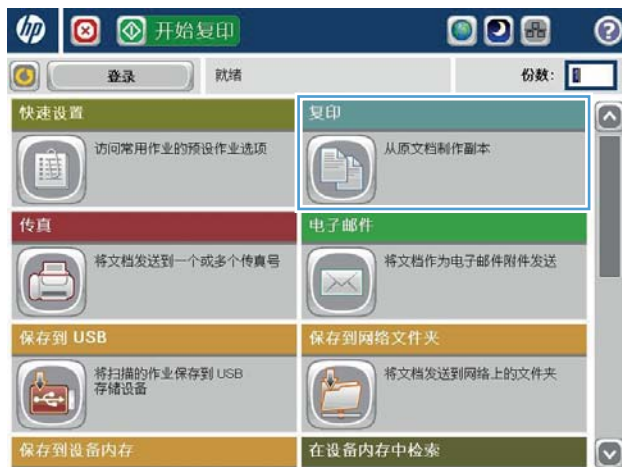 hp
开始复印
?
登录
就绪
份数:
快速设置
访问常用作业的预设作业选项
复印
从原文档制作副本
传真
将文档发送到一个或多个传真号
电子邮件
将文档作为电子邮件附件发送
保存到 USB
将扫描的作业保存到 USB
存储设备
保存到网络文件夹
将文档发送到网络上的文件夹
保存到设备内存
在设备内存中检索